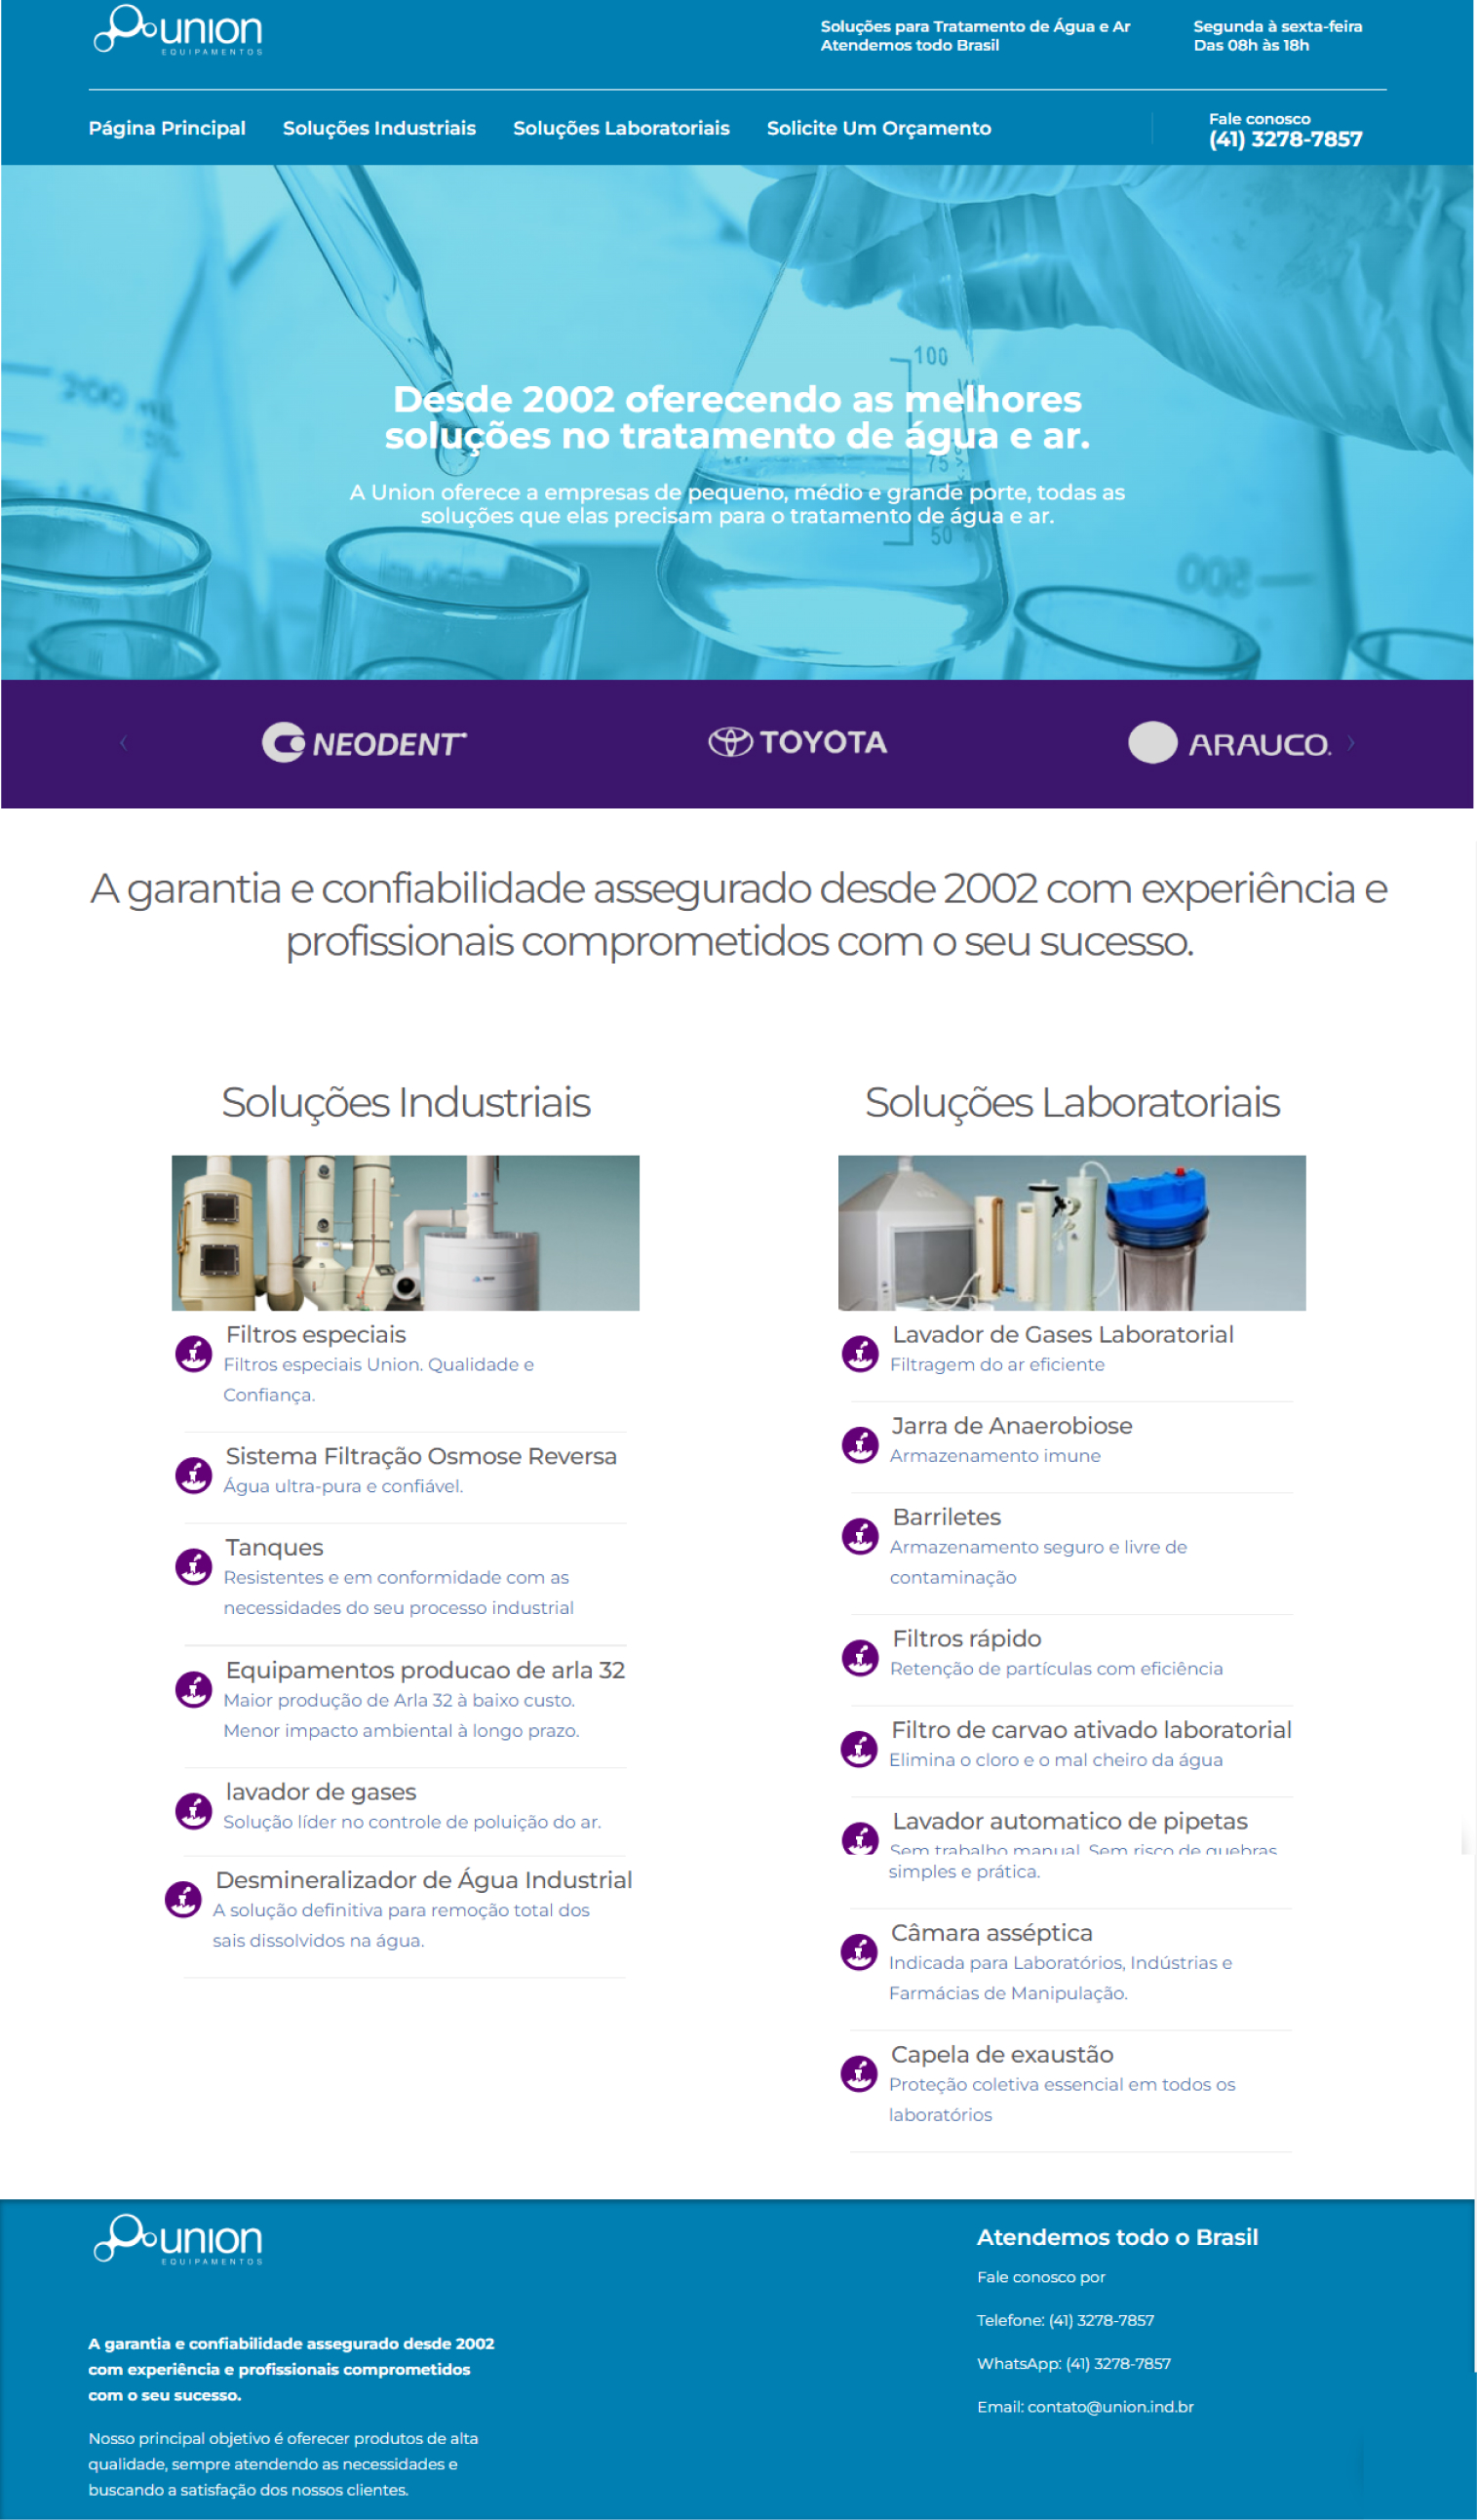 union
EQUIPAMENTOS
Soluções para Tratamento de Água e Ar
Atendemos todo Brasil
Segunda à sexta-feira
Das 08h às 18h
Página Principal
Soluções Industriais
Soluções Laboratoriais
Solicite Um Orçamento
Fale conosco
(41) 3278-7857
100
200 mL
Desde 2002 oferecendo as melhores
soluções no tratamento de água e ar.
75
A Union oferece a empresas de pequeno, médio e grande porte, todas as
soluções que elas precisam para o tratamento de água e ar.
50
NEODENT
TOYOTA
ARAUCO.
A garantia e confiabilidade assegurado desde 2002 com experiência e
profissionais comprometidos com o seu sucesso.
Soluções Industriais
Filtros especiais
Filtros especiais Union. Qualidade e
Confiança.
Sistema Filtração Osmose Reversa
Água ultra-pura e confiável.
Tanques
Resistentes e em conformidade com as
necessidades do seu processo industrial
Equipamentos producao de arla 32
Maior produção de Arla 32 à baixo custo.
Menor impacto ambiental à longo prazo.
lavador de gases
Solução líder no controle de poluição do ar.
Desmineralizador de Água Industrial
A solução definitiva para remoção total dos
sais dissolvidos na água.
Soluções Laboratoriais
Lavador de Gases Laboratorial
Filtragem do ar eficiente
Jarra de Anaerobiose
Armazenamento imune
Barriletes
Armazenamento seguro e livre de
contaminação
Filtros rápido
Retenção de partículas com eficiência
Filtro de carvao ativado laboratorial
Elimina o cloro e o mal cheiro da água
Lavador automatico de pipetas
Sem trabalho manual. Sem risco de quebras
simples e prática.
Câmara asséptica
Indicada para Laboratórios, Indústrias e
Farmácias de Manipulação.
Capela de exaustão
Proteção coletiva essencial em todos os
laboratórios
union
EQUIPAMENTOS
A garantia e confiabilidade assegurado desde 2002
com experiência e profissionais comprometidos
com o seu sucesso.
Nosso principal objetivo é oferecer produtos de alta
qualidade, sempre atendendo as necessidades e
buscando a satisfação dos nossos clientes.
Atendemos todo o Brasil
Fale conosco por
Telefone: (41) 3278-7857
WhatsApp: (41) 3278-7857
Email: contato@union.ind.br